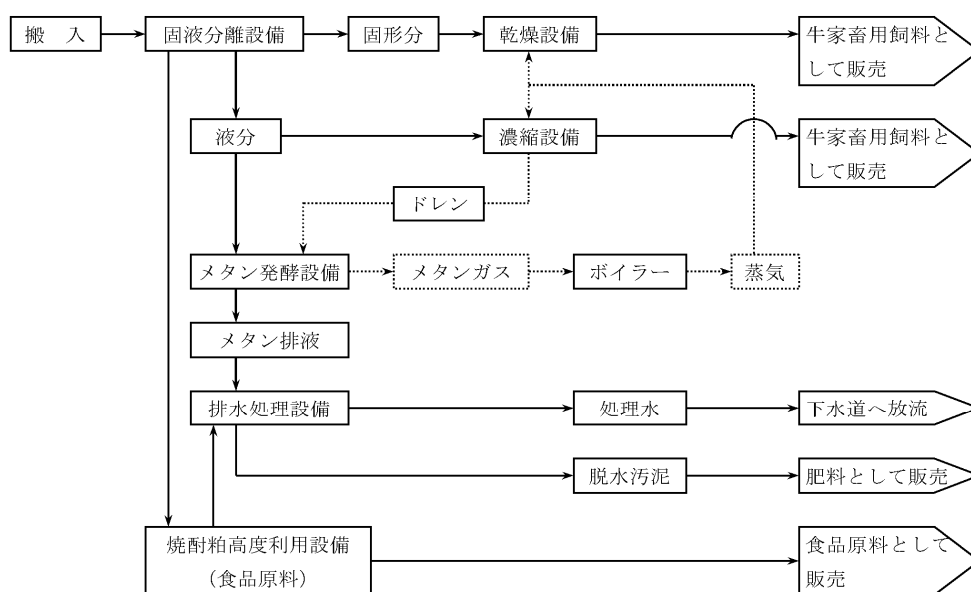 搬　入
固液分離設備
固形分
乾燥設備
牛家畜用飼料と
して販売
液分
濃縮設備
牛家畜用飼料と
して販売
ドレン
メタン発酵設備
メタンガス
ボイラー
蒸気
メタン排液
排水処理設備
処理水
下水道へ放流
脱水汚泥
肥料として販売
焼酎粕高度利用設備
（食品原料）
食品原料として
販売